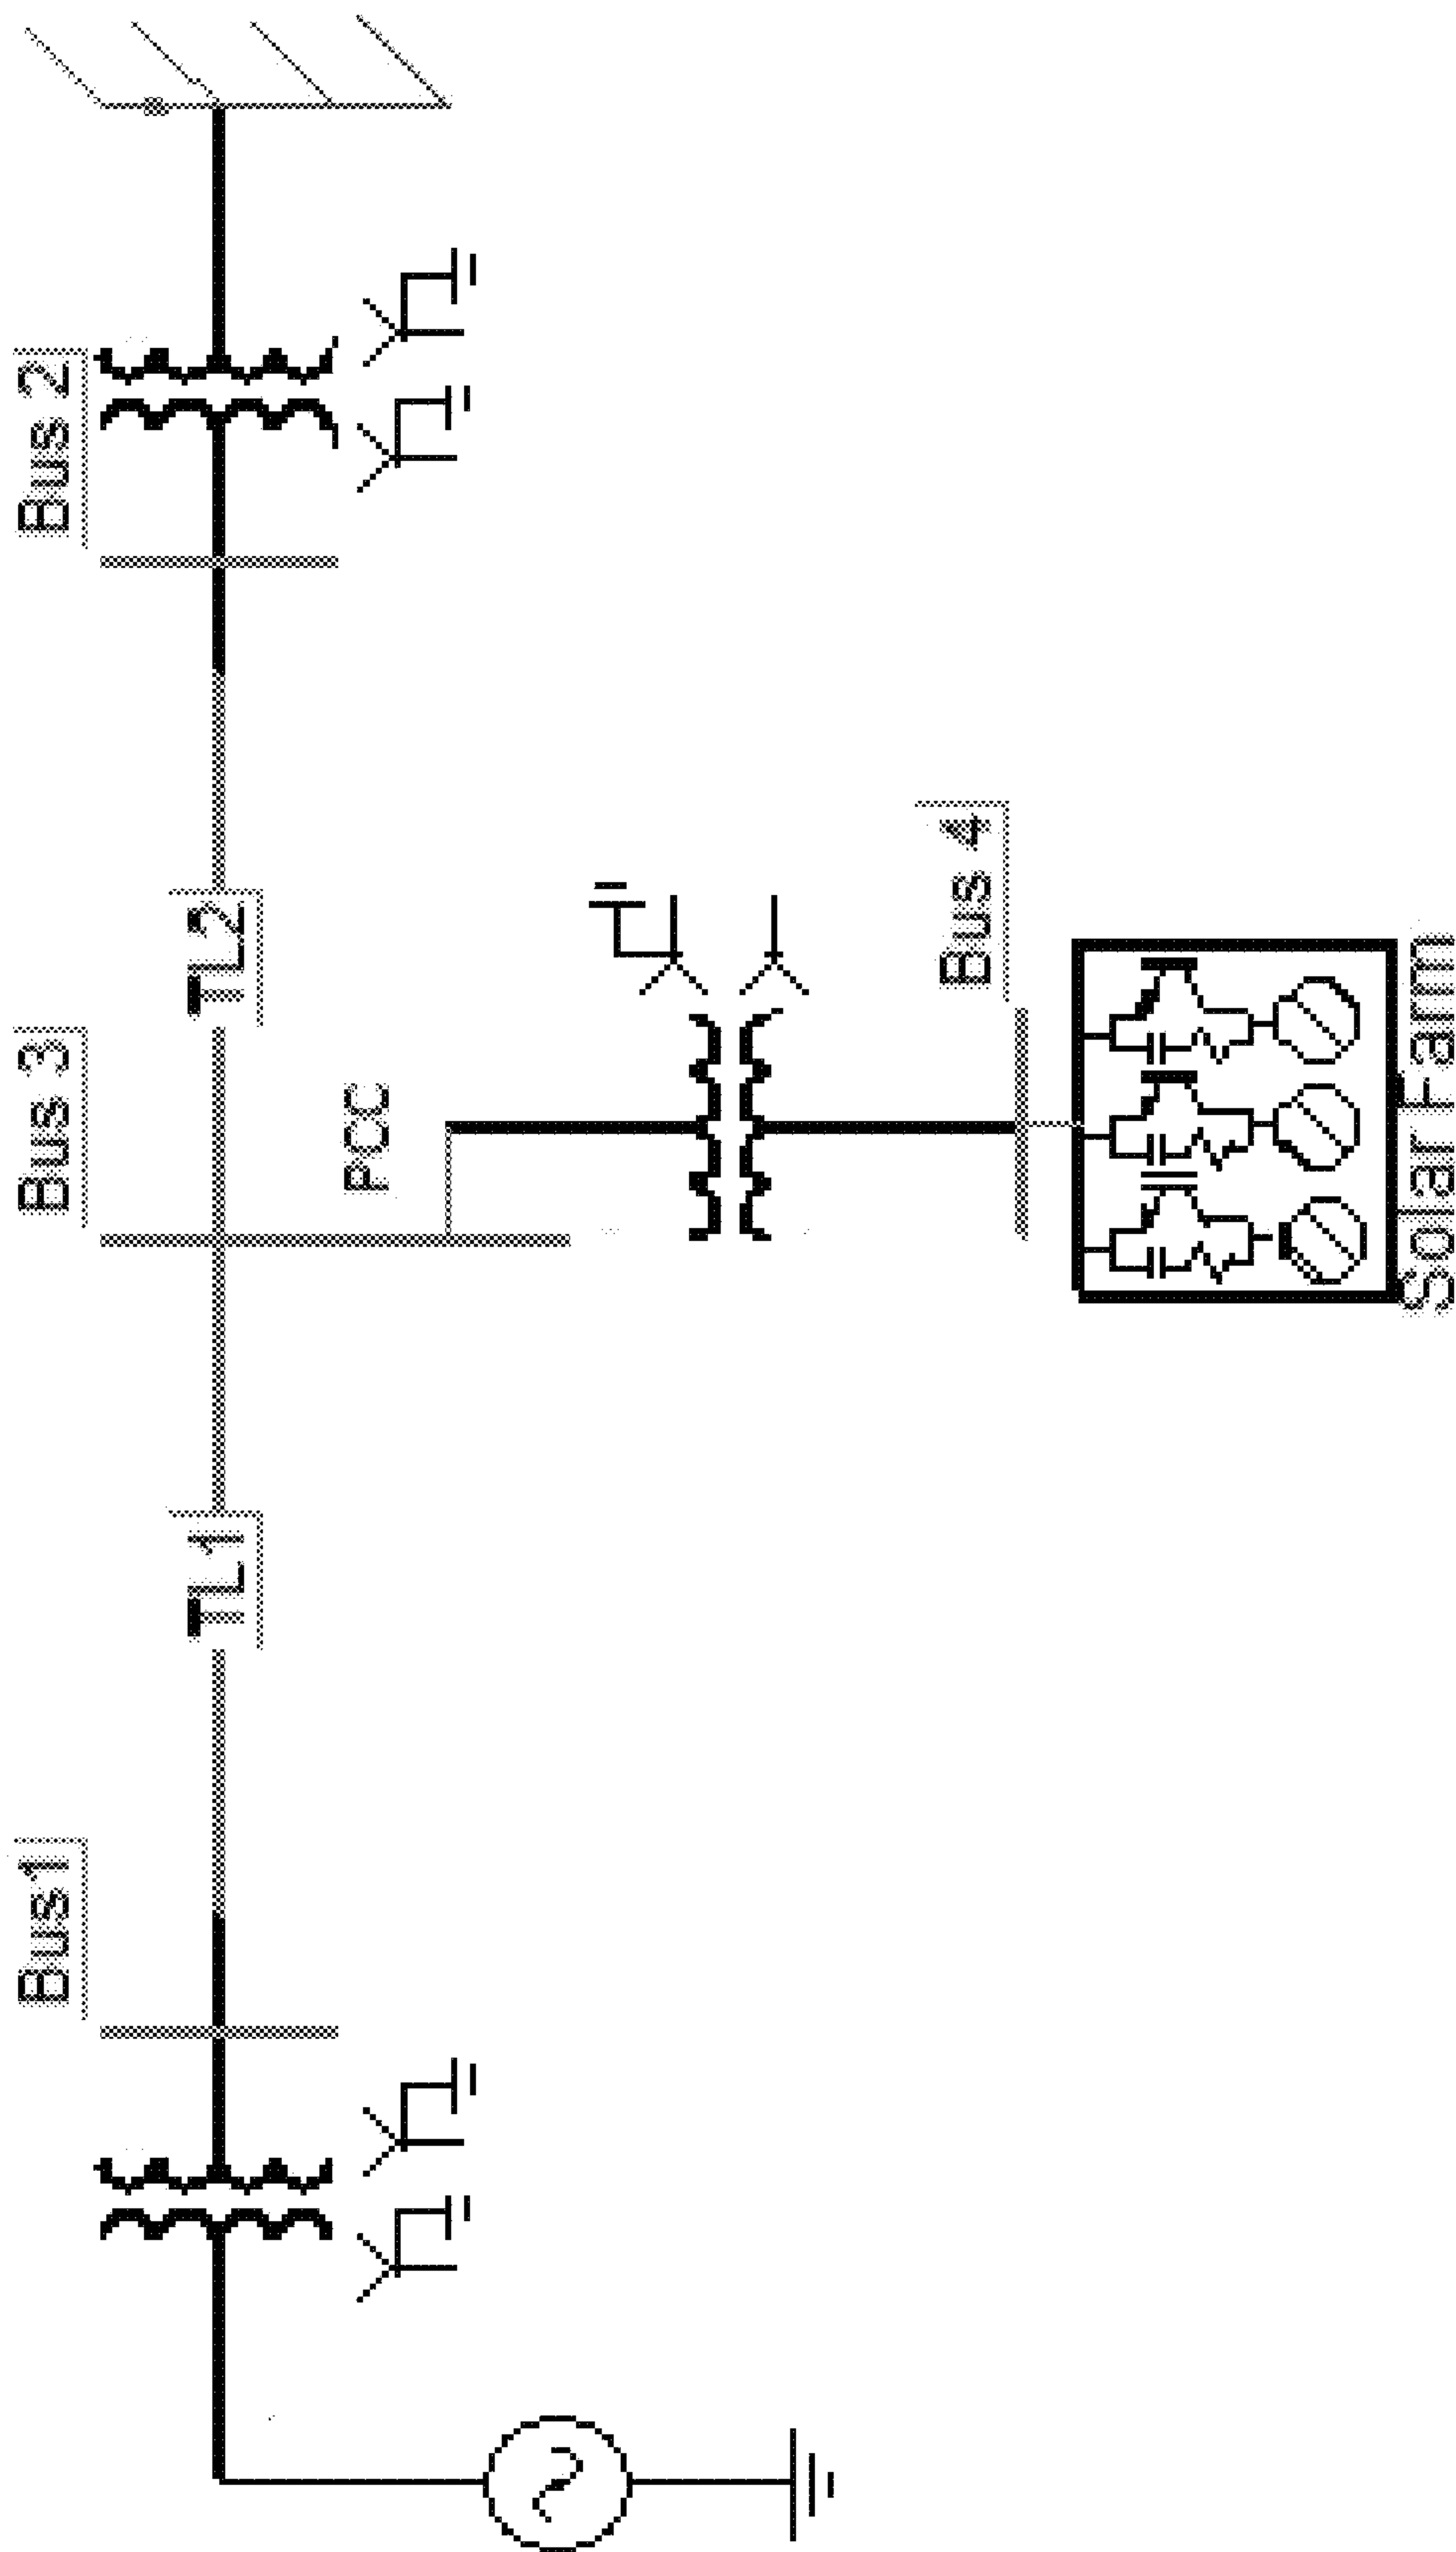 Bus1
TL1
Bus 3
TL2
Bus 2
PCC
Bus 4
Solar Farm